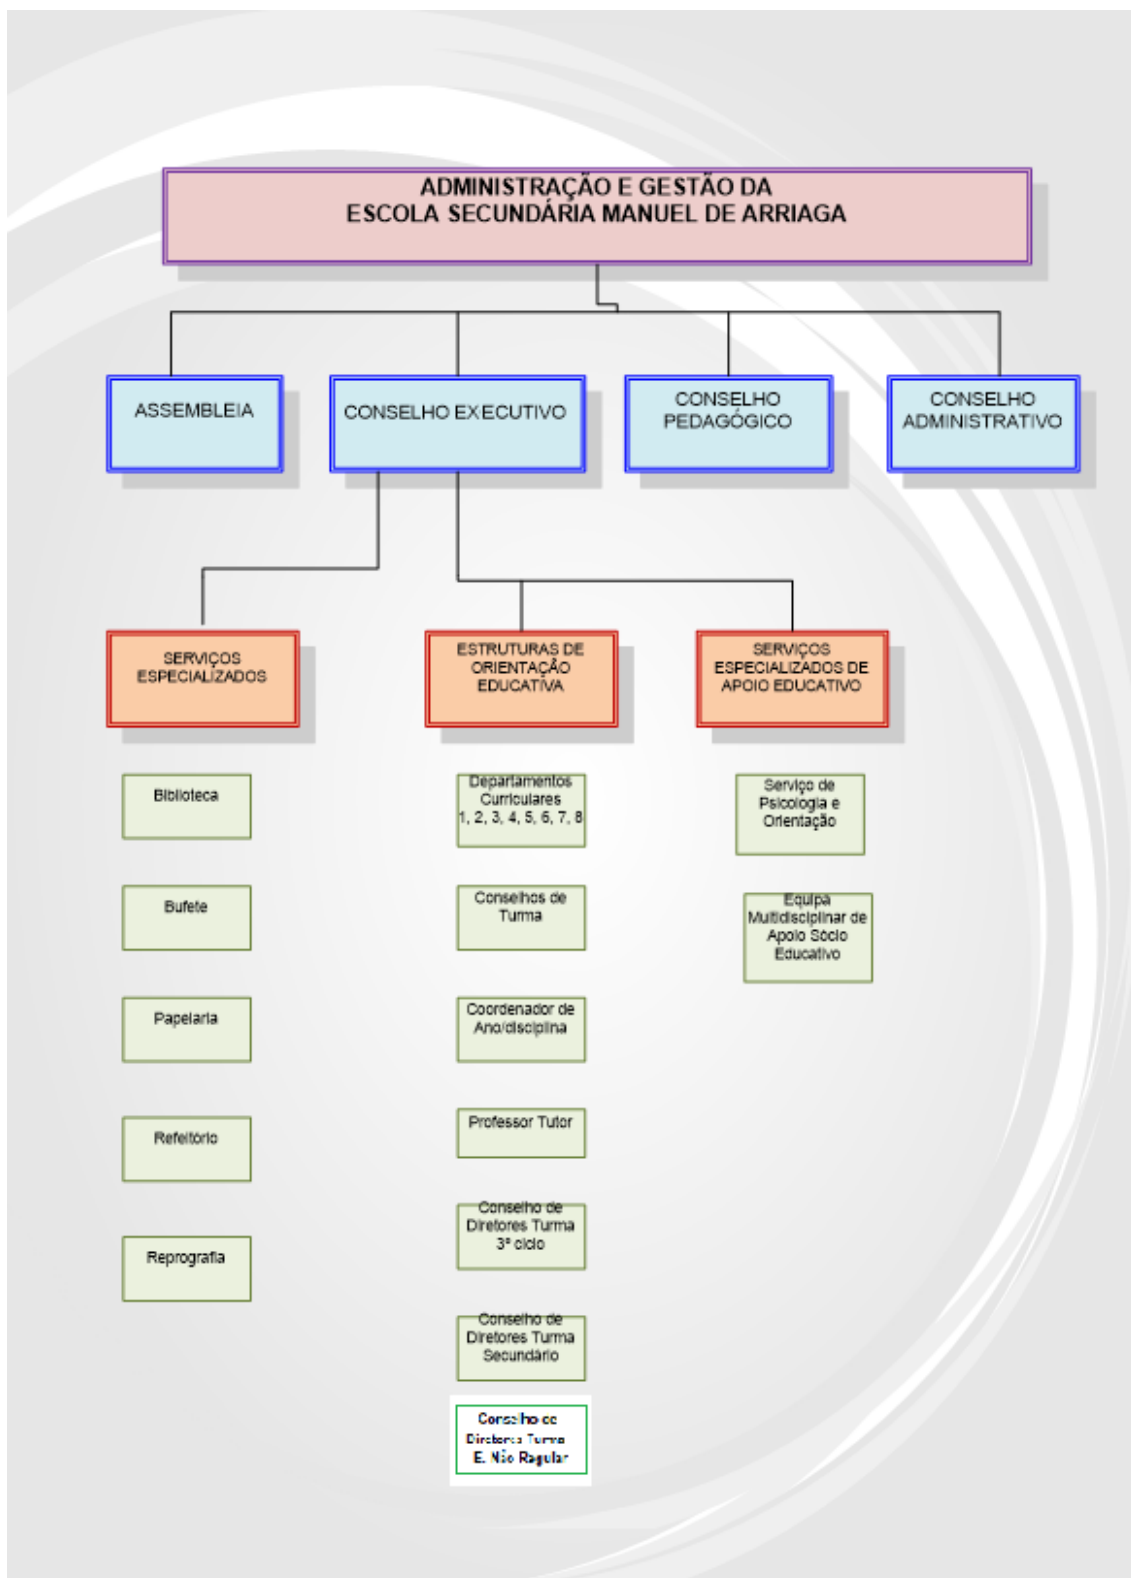 ADMINISTRAÇÃO E GESTÃO DA
ESCOLA SECUNDÁRIA MANUEL DE ARRIAGA
ASSEMBLEIA
CONSELHO EXECUTIVO
CONSELHO
PEDAGÓGICO
CONSELHO
ADMINISTRATIVO
SERVIÇOS
ESPECIALIZADOS
ESTRUTURAS DE
ORIENTAÇÃO
EDUCATIVA
SERVIÇOS
ESPECIALIZADOS DE
APOIO EDUCATIVO
Biblioteca
Bufete
Papelaria
Refeitório
Reprografia
Departamentos
Curriculares
1, 2, 3, 4, 5, 6, 7, 8
Conselhos de
Turma
Coordenador de
Ano/disciplina
Professor Tutor
Conselho de
Diretores Turma
3º ciclo
Conselho de
Diretores Turma
Secundário
Conselho de
Diretores Turma
E. Não Regular
Serviço de
Psicologia e
Orientação
Equipa
Multidisciplinar de
Apoio Sócio
Educativo